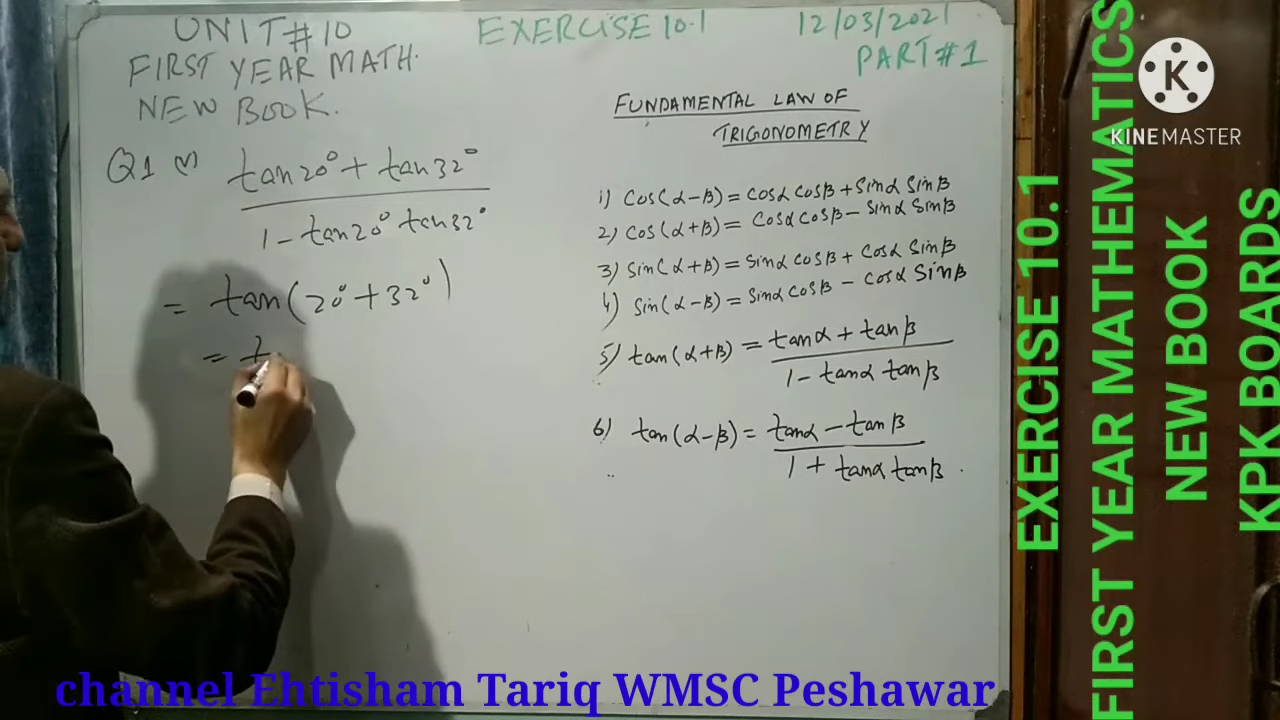 UNIT#10
FIRST YEAR MATH.
NEW BOOK.
EXERCISE 10.1
12/03/2021
PART#1
Q1 (v) tan20° + tan32°
1 - tan20° tan32°
= tan(20° + 32°)
= t
FUNDAMENTAL LAW OF
TRIGONOMETRY
1) Cos(α-β) = Cosα Cosβ + Sinα Sinβ
2) Cos(α+β) = Cosα Cosβ - Sinα Sinβ
3) Sin(α+β) = Sinα Cosβ + Cosα Sinβ
4) Sin(α-β) = Sinα Cosβ - Cosα Sinβ
5) tan(α+β) = tanα + tanβ
1 - tanα tanβ
6) tan(α-β) = tanα - tanβ
1 + tanα tanβ.
KINEMASTER
K
EXERCISE 10.1
FIRST YEAR MATHEMATICS
NEW BOOK
KPK BOARDS
channel Ehtisham Tariq WMSC Peshawar